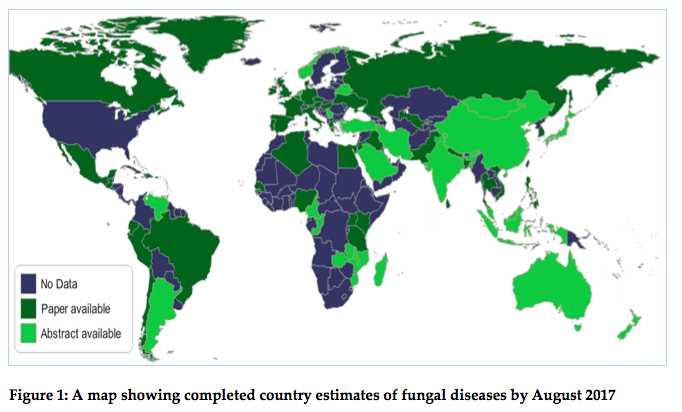 No Data
Paper available
Abstract available
Figure 1: A map showing completed country estimates of fungal diseases by August 2017